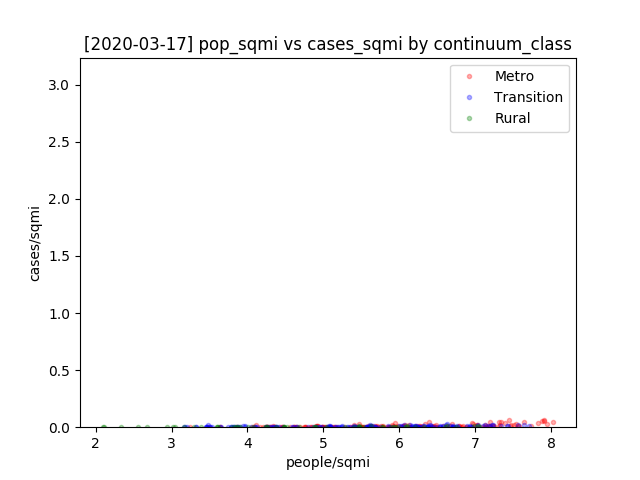 [2020-03-17] pop_sqmi vs cases_sqmi by continuum_class
Metro
Transition
Rural
3.0
2.5
2.0
1.5
1.0
0.5
0.0
cases/sqmi
2 3 4 5 6 7 8
people/sqmi